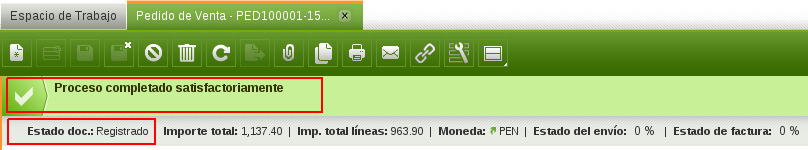 Espacio de Trabajo
Pedido de Venta - PED100001-15...
Proceso completado satisfactoriamente
Estado doc.: Registrado Importe total: 1,137.40 | Imp. total líneas: 963.90 | Moneda: PEN | Estado del envío: 0 % | Estado de factura: 0 %